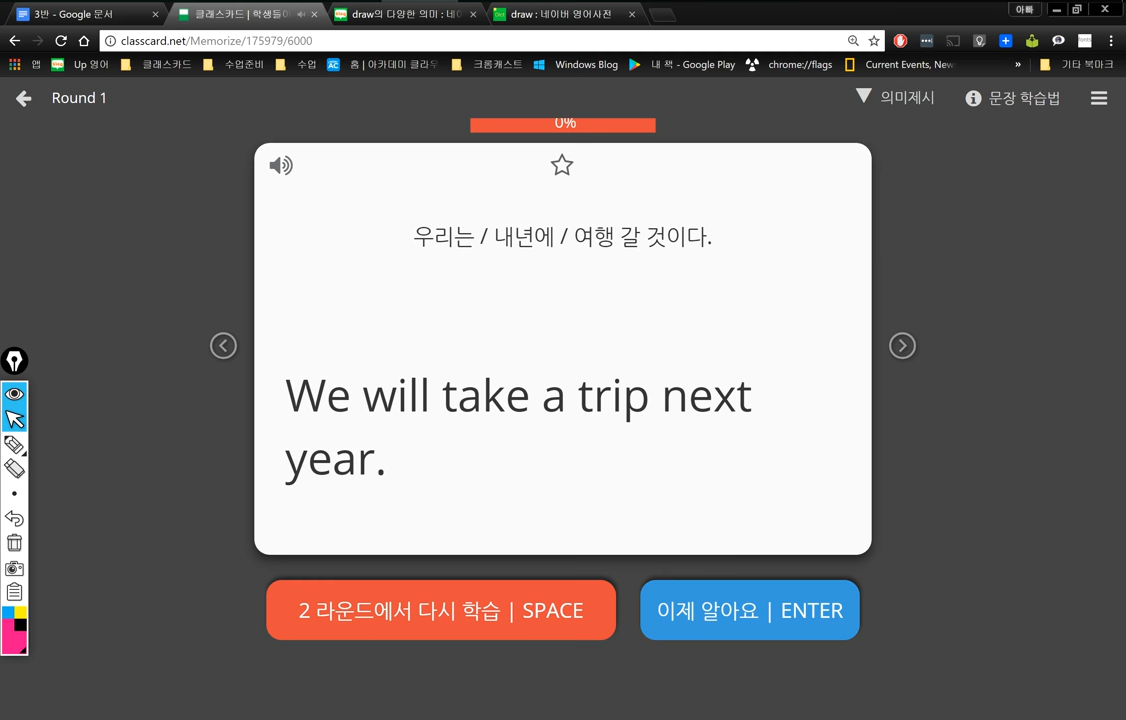 3반 - Google 문서
클래스카드 | 학생들이
draw의 다양한 의미 : 네이
draw : 네이버 영어사전
아빠
classcard.net/Memorize/175979/6000
앱
Up 영어
클래스카드
수업준비
수업
홈 | 아카데미 클라우
크롬캐스트
Windows Blog
내 책 - Google Play
chrome://flags
Current Events, New
»
기타 북마크
Round 1
의미제시
문장 학습법
0%
우리는 / 내년에 / 여행 갈 것이다.
We will take a trip next
year.
2 라운드에서 다시 학습 | SPACE
이제 알아요 | ENTER